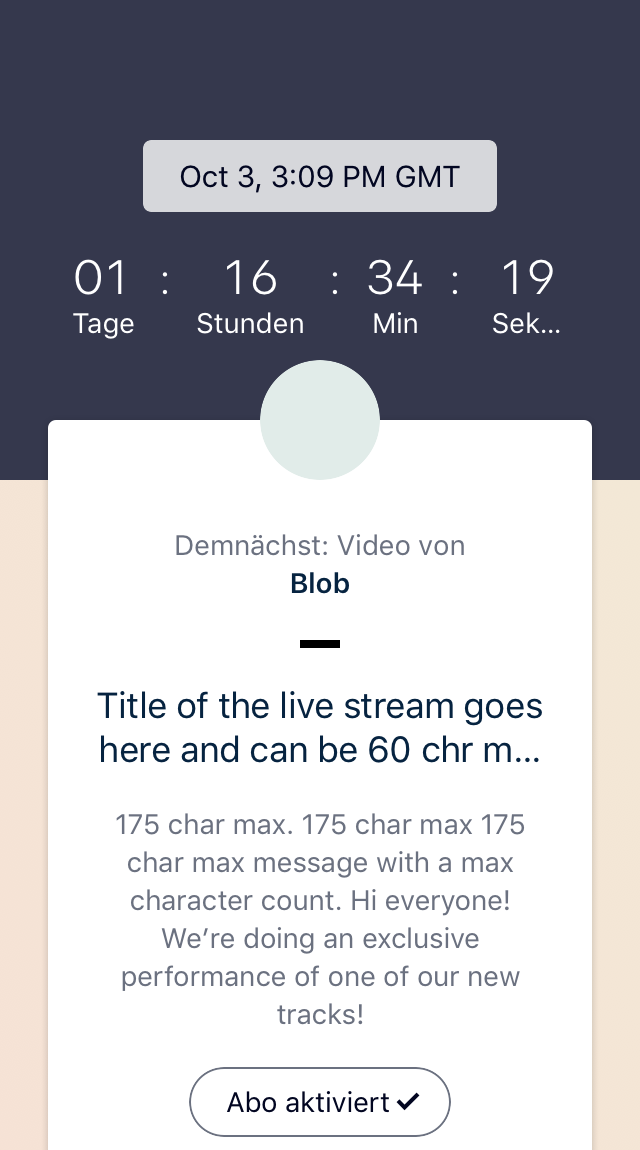 Oct 3, 3:09 PM GMT
01 : 16 : 34 : 19
Tage Stunden Min Sek...
Demnächst: Video von
Blob
Title of the live stream goes
here and can be 60 chr m...
175 char max. 175 char max 175
char max message with a max
character count. Hi everyone!
We’re doing an exclusive
performance of one of our new
tracks!
Abo aktiviert ✔